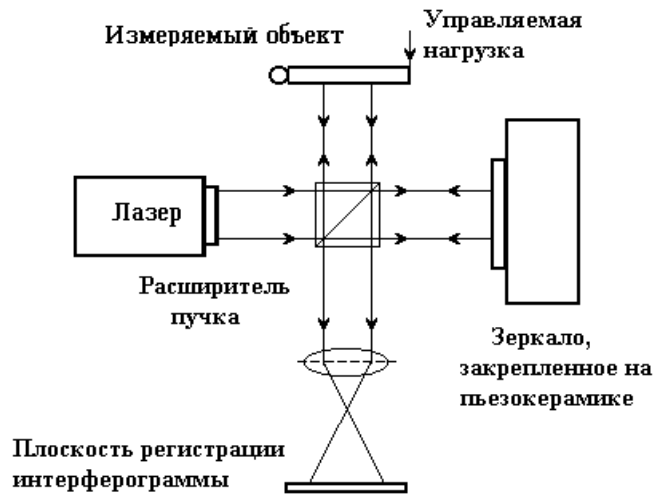 Измеряемый объект
Управляемая
нагрузка
Лазер
Расширитель
пучка
Зеркало,
закрепленное на
пьезокерамике
Плоскость регистрации
интерферограммы